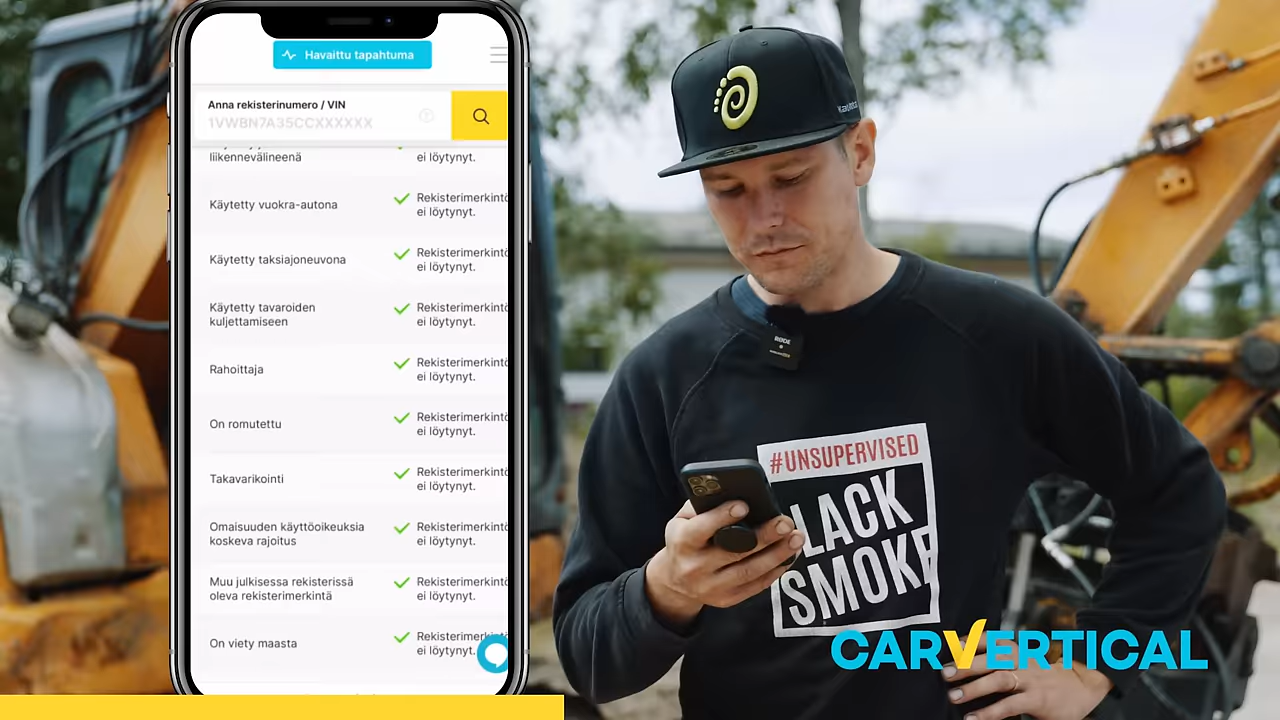 Havaittu tapahtuma
Anna rekisterinumero / VIN
1VWBN7A35CCXXXXXX
liikennevälineenä
ei löytynyt.
Käytetty vuokra-autona
Rekisterimerkintö
ei löytynyt.
Käytetty taksiajoneuvona
Rekisterimerkintö
ei löytynyt.
Käytetty tavaroiden
kuljettamiseen
Rekisterimerkintö
ei löytynyt.
Rahoittaja
Rekisterimerkintö
ei löytynyt.
On romutettu
Rekisterimerkintö
ei löytynyt.
Takavarikointi
Rekisterimerkintö
ei löytynyt.
Omaisuuden käyttöoikeuksia
koskeva rajoitus
Rekisterimerkintö
ei löytynyt.
Muu julkisessa rekisterissä
oleva rekisterimerkintä
Rekisterimerkintö
ei löytynyt.
On viety maasta
Rekisterimerki
ei löytynyt.
RØDE
#UNSUPERVISED
LACK
SMOKE
CARVERTICAL